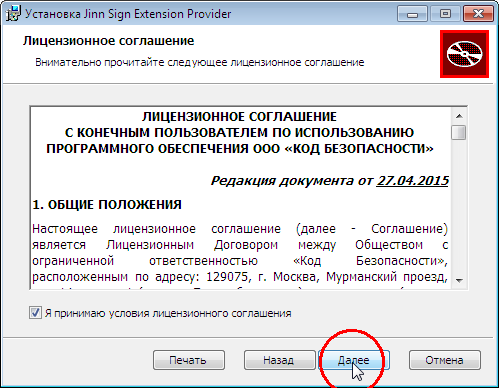 Установка Jinn Sign Extension Provider
Лицензионное соглашение
Внимательно прочитайте следующее лицензионное соглашение
ЛИЦЕНЗИОННОЕ СОГЛАШЕНИЕ
С КОНЕЧНЫМ ПОЛЬЗОВАТЕЛЕМ ПО ИСПОЛЬЗОВАНИЮ
ПРОГРАММНОГО ОБЕСПЕЧЕНИЯ ООО «КОД БЕЗОПАСНОСТИ»
Редакция документа от 27.04.2015
1. ОБЩИЕ ПОЛОЖЕНИЯ
Настоящее лицензионное соглашение (далее - Соглашение)
является Лицензионным Договором между Обществом с
ограниченной ответственностью «Код Безопасности»,
расположенным по адресу: 129075, г. Москва, Мурманский проезд,
Я принимаю условия лицензионного соглашения
Печать
Назад
Далее
Отмена